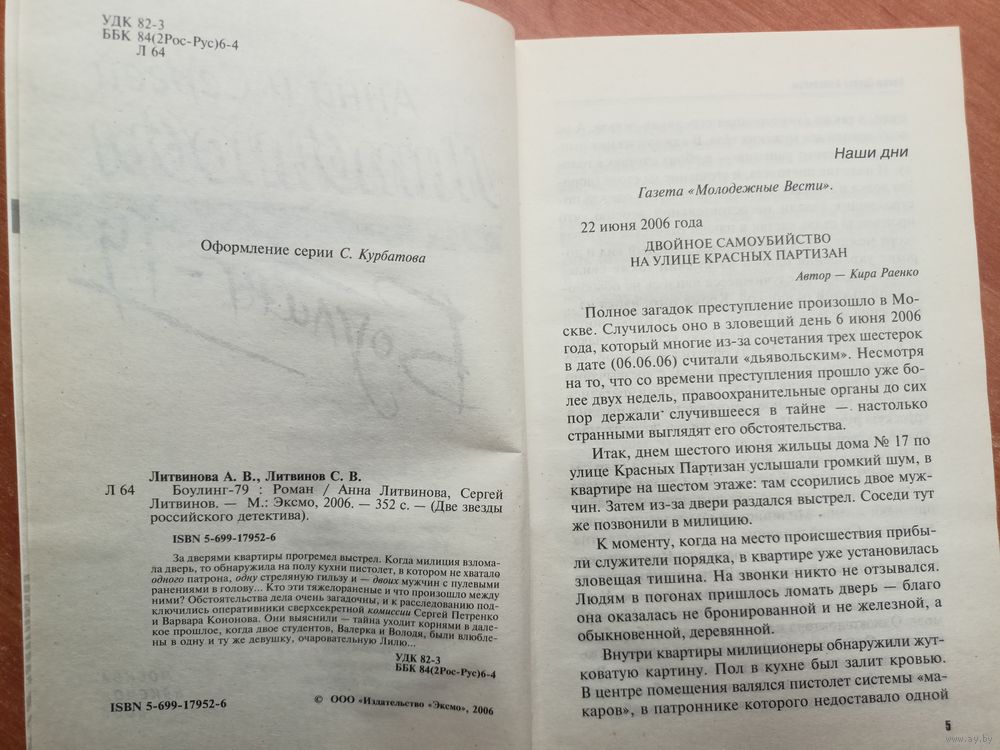 УДК 82-3
ББК 84(2Рос-Рус)6-4
Л 64
Оформление серии С. Курбатова
Литвинова А. В., Литвинов С. В.
Л 64 Боулинг-79 : Роман / Анна Литвинова, Сергей
Литвинов. — М.: Эксмо, 2006. — 352 с. — (Две звезды
российского детектива).
ISBN 5-699-17952-6
За дверями квартиры прогремел выстрел. Когда милиция взлома-
ла дверь, то обнаружила на полу кухни пистолет, в котором не хватало
одного патрона, одну стреляную гильзу и — двоих мужчин с пулевыми
ранениями в голову... Кто эти тяжелораненые и что произошло между
ними? Обстоятельства дела очень загадочны, и к расследованию под-
ключились оперативники сверхсекретной комиссии Сергей Петренко
и Варвара Кононова. Они выяснили — тайна уходит корнями в дале-
кое прошлое, когда двое студентов, Валерка и Володя, были влюбле-
ны в одну и ту же девушку, очаровательную Лилю...
УДК 82-3
ББК 84(2Рос-Рус)6-4
ISBN 5-699-17952-6
© ООО «Издательство «Эксмо», 2006
Наши дни
Газета «Молодежные Вести».
22 июня 2006 года
ДВОЙНОЕ САМОУБИЙСТВО
НА УЛИЦЕ КРАСНЫХ ПАРТИЗАН
Автор — Кира Раенко
Полное загадок преступление произошло в Мо-
скве. Случилось оно в зловещий день 6 июня 2006
года, который многие из-за сочетания трех шестерок
в дате (06.06.06) считали «дьявольским». Несмотря
на то, что со времени преступления прошло уже бо-
лее двух недель, правоохранительные органы до сих
пор держали случившееся в тайне — настолько
странными выглядят его обстоятельства.
Итак, днем шестого июня жильцы дома № 17 по
улице Красных Партизан услышали громкий шум, в
квартире на шестом этаже: там ссорились двое муж-
чин. Затем из-за двери раздался выстрел. Соседи тут
же позвонили в милицию.
К моменту, когда на место происшествия прибы-
ли служители порядка, в квартире уже установилась
зловещая тишина. На звонки никто не отзывался.
Людям в погонах пришлось ломать дверь — благо
она оказалась не бронированной и не железной, а
обыкновенной, деревянной.
Внутри квартиры милиционеры обнаружили жут-
коватую картину. Пол в кухне был залит кровью.
В центре помещения валялся пистолет системы «ма-
каров», в патроннике которого недоставало одной
5
www.ay.by